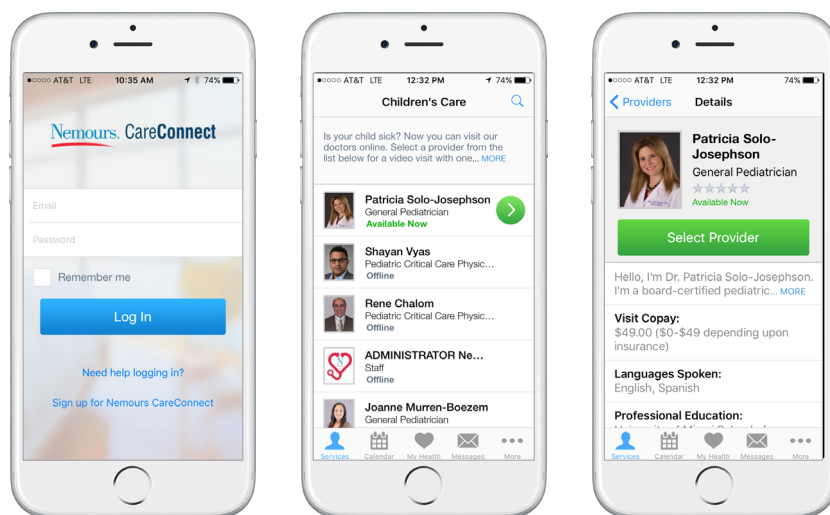 AT&T LTE 10:35 AM 74%
Nemours. CareConnect
Email
Password
Remember me
Log In
Need help logging in?
Sign up for Nemours CareConnect
AT&T LTE 12:32 PM 74%
Children's Care
Is your child sick? Now you can visit our
doctors online. Select a provider from the
list below for a video visit with one... MORE
Patricia Solo-Josephson
General Pediatrician
Available Now
Shayan Vyas
Pediatric Critical Care Physic...
Offline
Rene Chalom
Pediatric Critical Care Physic...
Offline
ADMINISTRATOR Ne...
Staff
Offline
Joanne Murren-Boezem
General Pediatrician
Services Calendar My Health Messages More
AT&T LTE 12:32 PM 74%
Providers Details
Patricia Solo-
Josephson
General Pediatrician
Available Now
Select Provider
Hello, I'm Dr. Patricia Solo-Josephson.
I'm a board-certified pediatric... MORE
Visit Copay:
$49.00 ($0-$49 depending upon
insurance)
Languages Spoken:
English, Spanish
Professional Education:
Services Calendar My Health Messages More